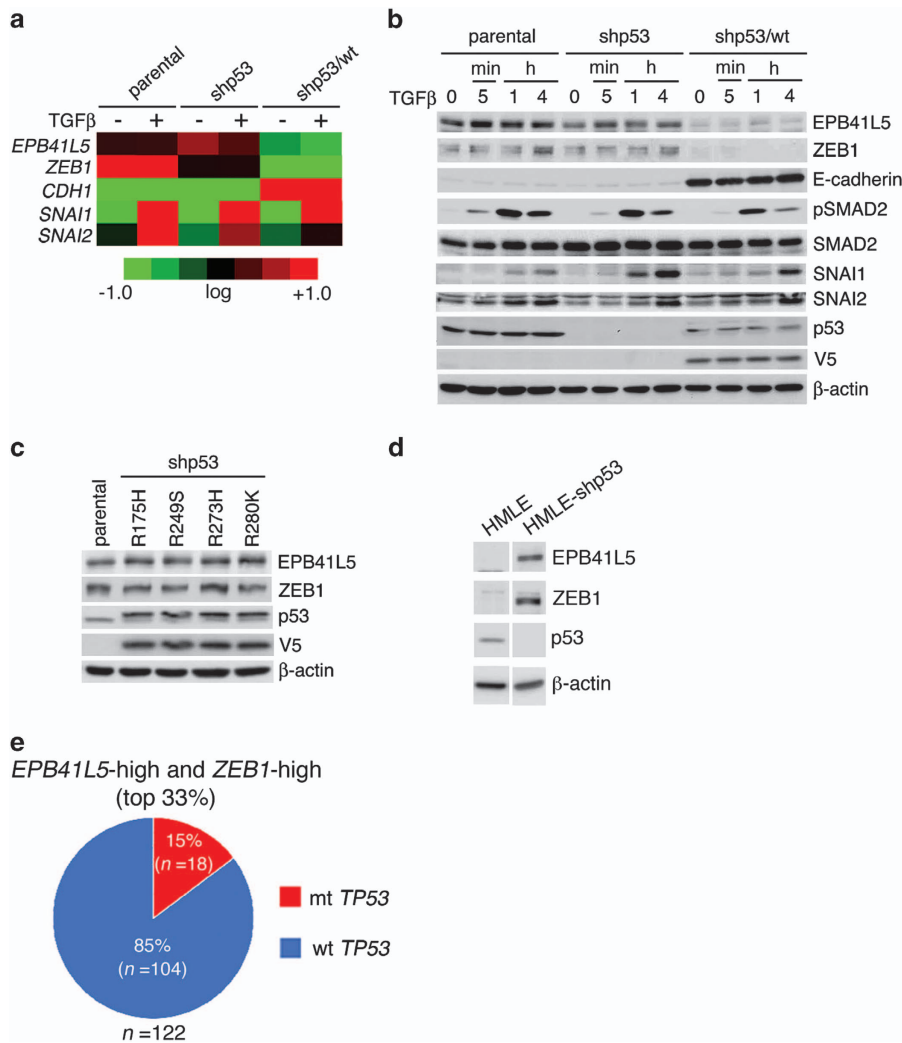 a
parental shp53 shp53/wt
TGFβ - + - + - +
EPB41L5
ZEB1
CDH1
SNAI1
SNAI2
-1.0 log +1.0
b
parental shp53 shp53/wt
min h min h min h
TGFβ 0 5 1 4 0 5 1 4 0 5 1 4
EPB41L5
ZEB1
E-cadherin
pSMAD2
SMAD2
SNAI1
SNAI2
p53
V5
β-actin
c
shp53
parental R175H R249S R273H R280K
EPB41L5
ZEB1
p53
V5
β-actin
d
HMLE HMLE-shp53
EPB41L5
ZEB1
p53
β-actin
e
EPB41L5-high and ZEB1-high
(top 33%)
15%
(n =18)
85%
(n =104)
mt TP53
wt TP53
n =122